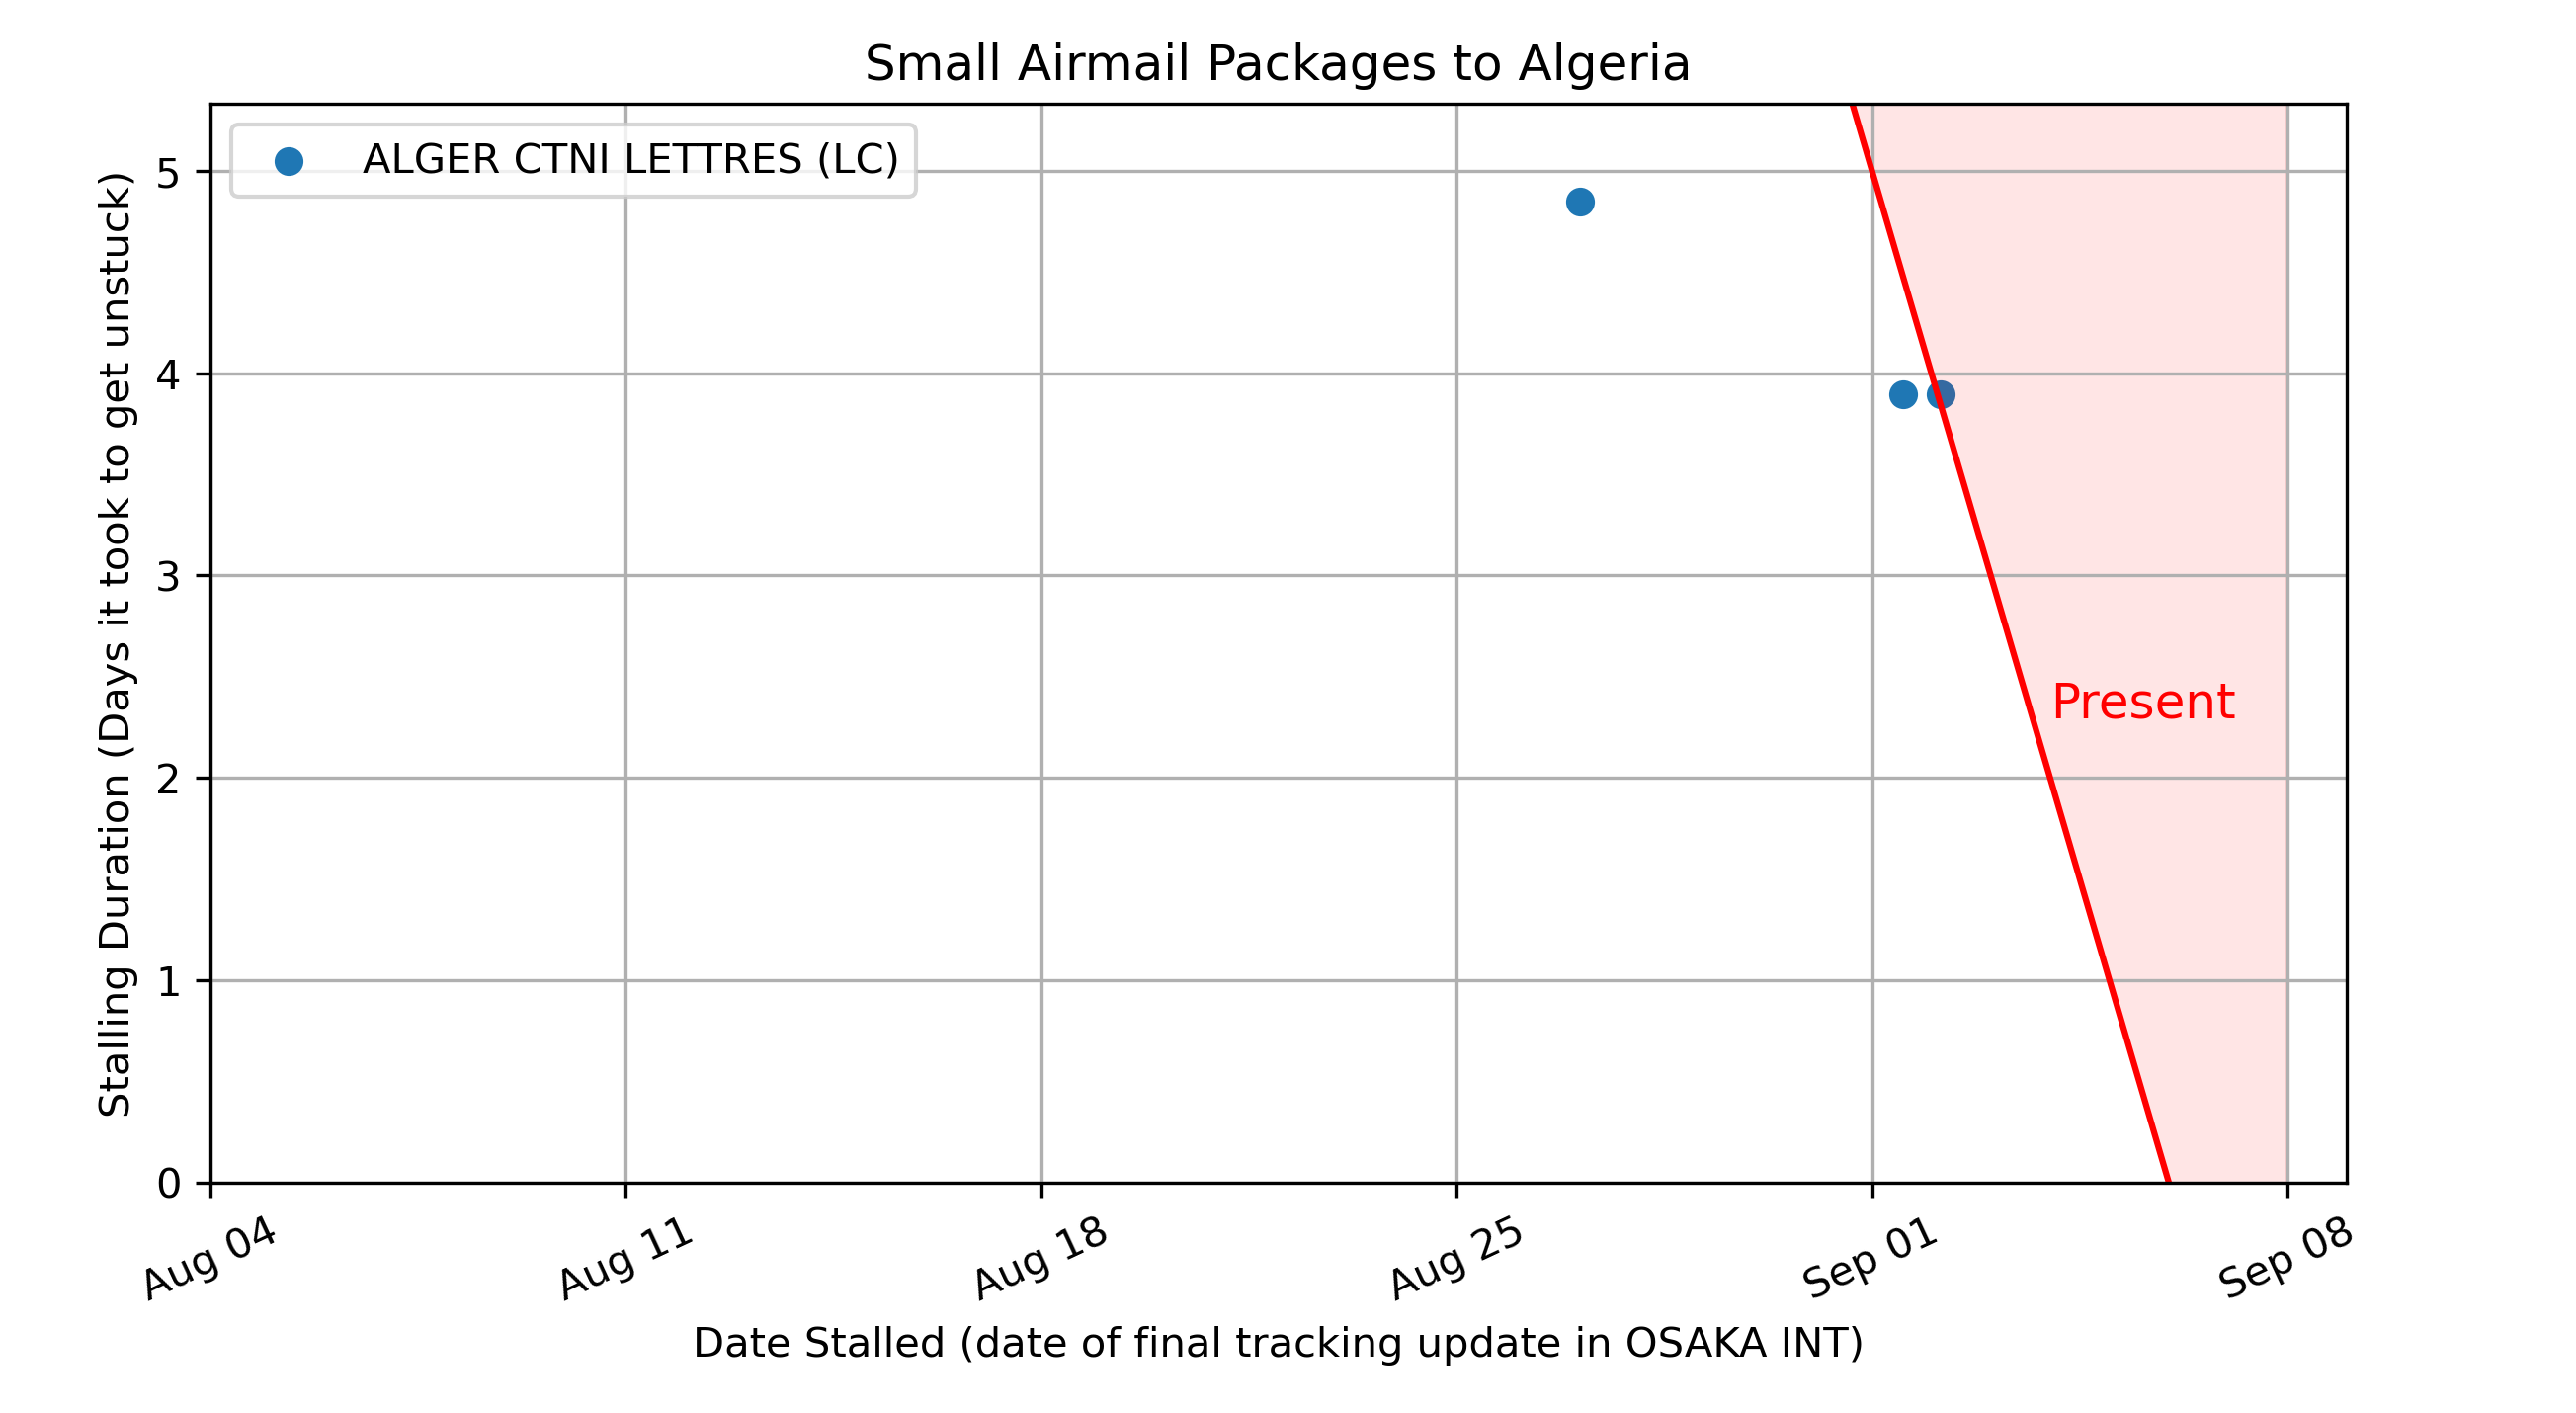 Small Airmail Packages to Algeria
ALGER CTNI LETTRES (LC)
Stalling Duration (Days it took to get unstuck)
5
4
3
2
1
0
Present
Aug 04
Aug 11
Aug 18
Aug 25
Sep 01
Sep 08
Date Stalled (date of final tracking update in OSAKA INT)